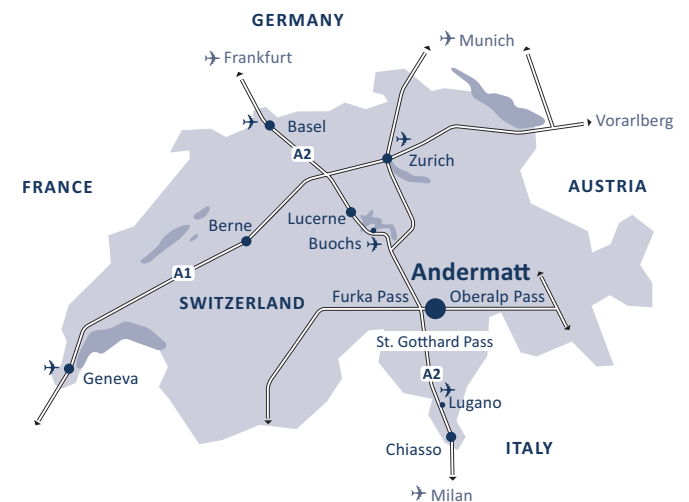 GERMANY
Munich
Frankfurt
Vorarlberg
Basel
A2
Zurich
FRANCE
AUSTRIA
Berne
Lucerne
Buochs
A1
Andermatt
SWITZERLAND
Furka Pass
Oberalp Pass
St. Gotthard Pass
A2
Geneva
Lugano
Chiasso
ITALY
Milan